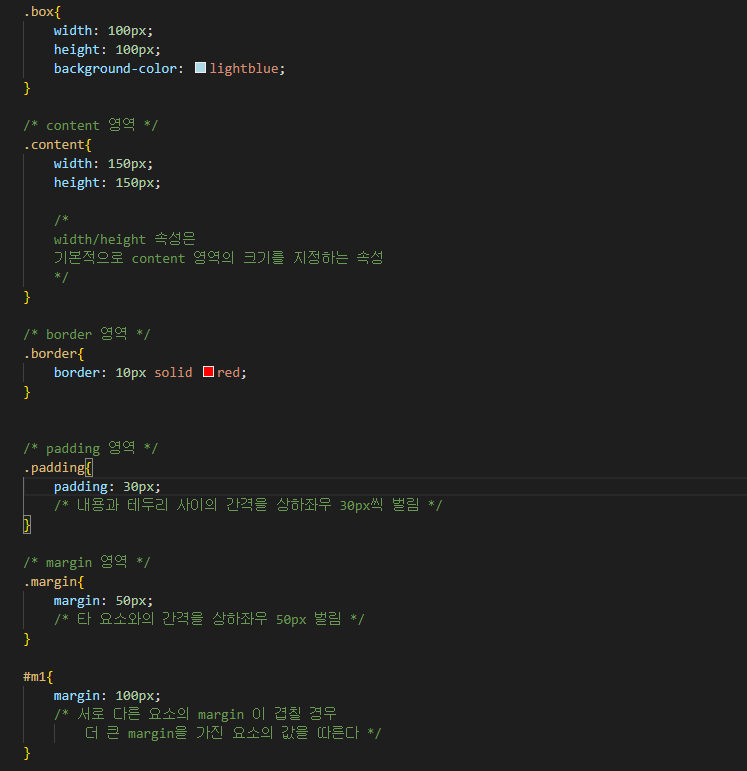 .box{
width: 100px;
height: 100px;
background-color: lightblue;
}
/* content 영역 */
.content{
width: 150px;
height: 150px;
/*
width/height 속성은
기본적으로 content 영역의 크기를 지정하는 속성
*/
}
/* border 영역 */
.border{
border: 10px solid red;
}
/* padding 영역 */
.padding{
padding: 30px;
/* 내용과 테두리 사이의 간격을 상하좌우 30px씩 벌림 */
}
/* margin 영역 */
.margin{
margin: 50px;
/* 타 요소와의 간격을 상하좌우 50px 벌림 */
}
#m1{
margin: 100px;
/* 서로 다른 요소의 margin 이 겹칠 경우
더 큰 margin을 가진 요소의 값을 따른다 */
}